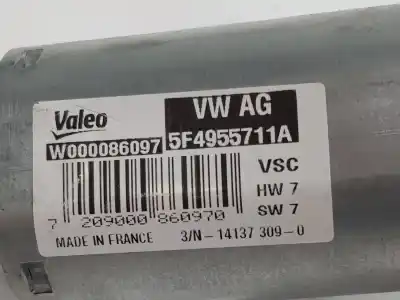 Valeo
VW AG
W000086097
5F4955711A
VSC
HW 7
SW 7
7 209000 860970
MADE IN FRANCE
3/N - 14137 309-0